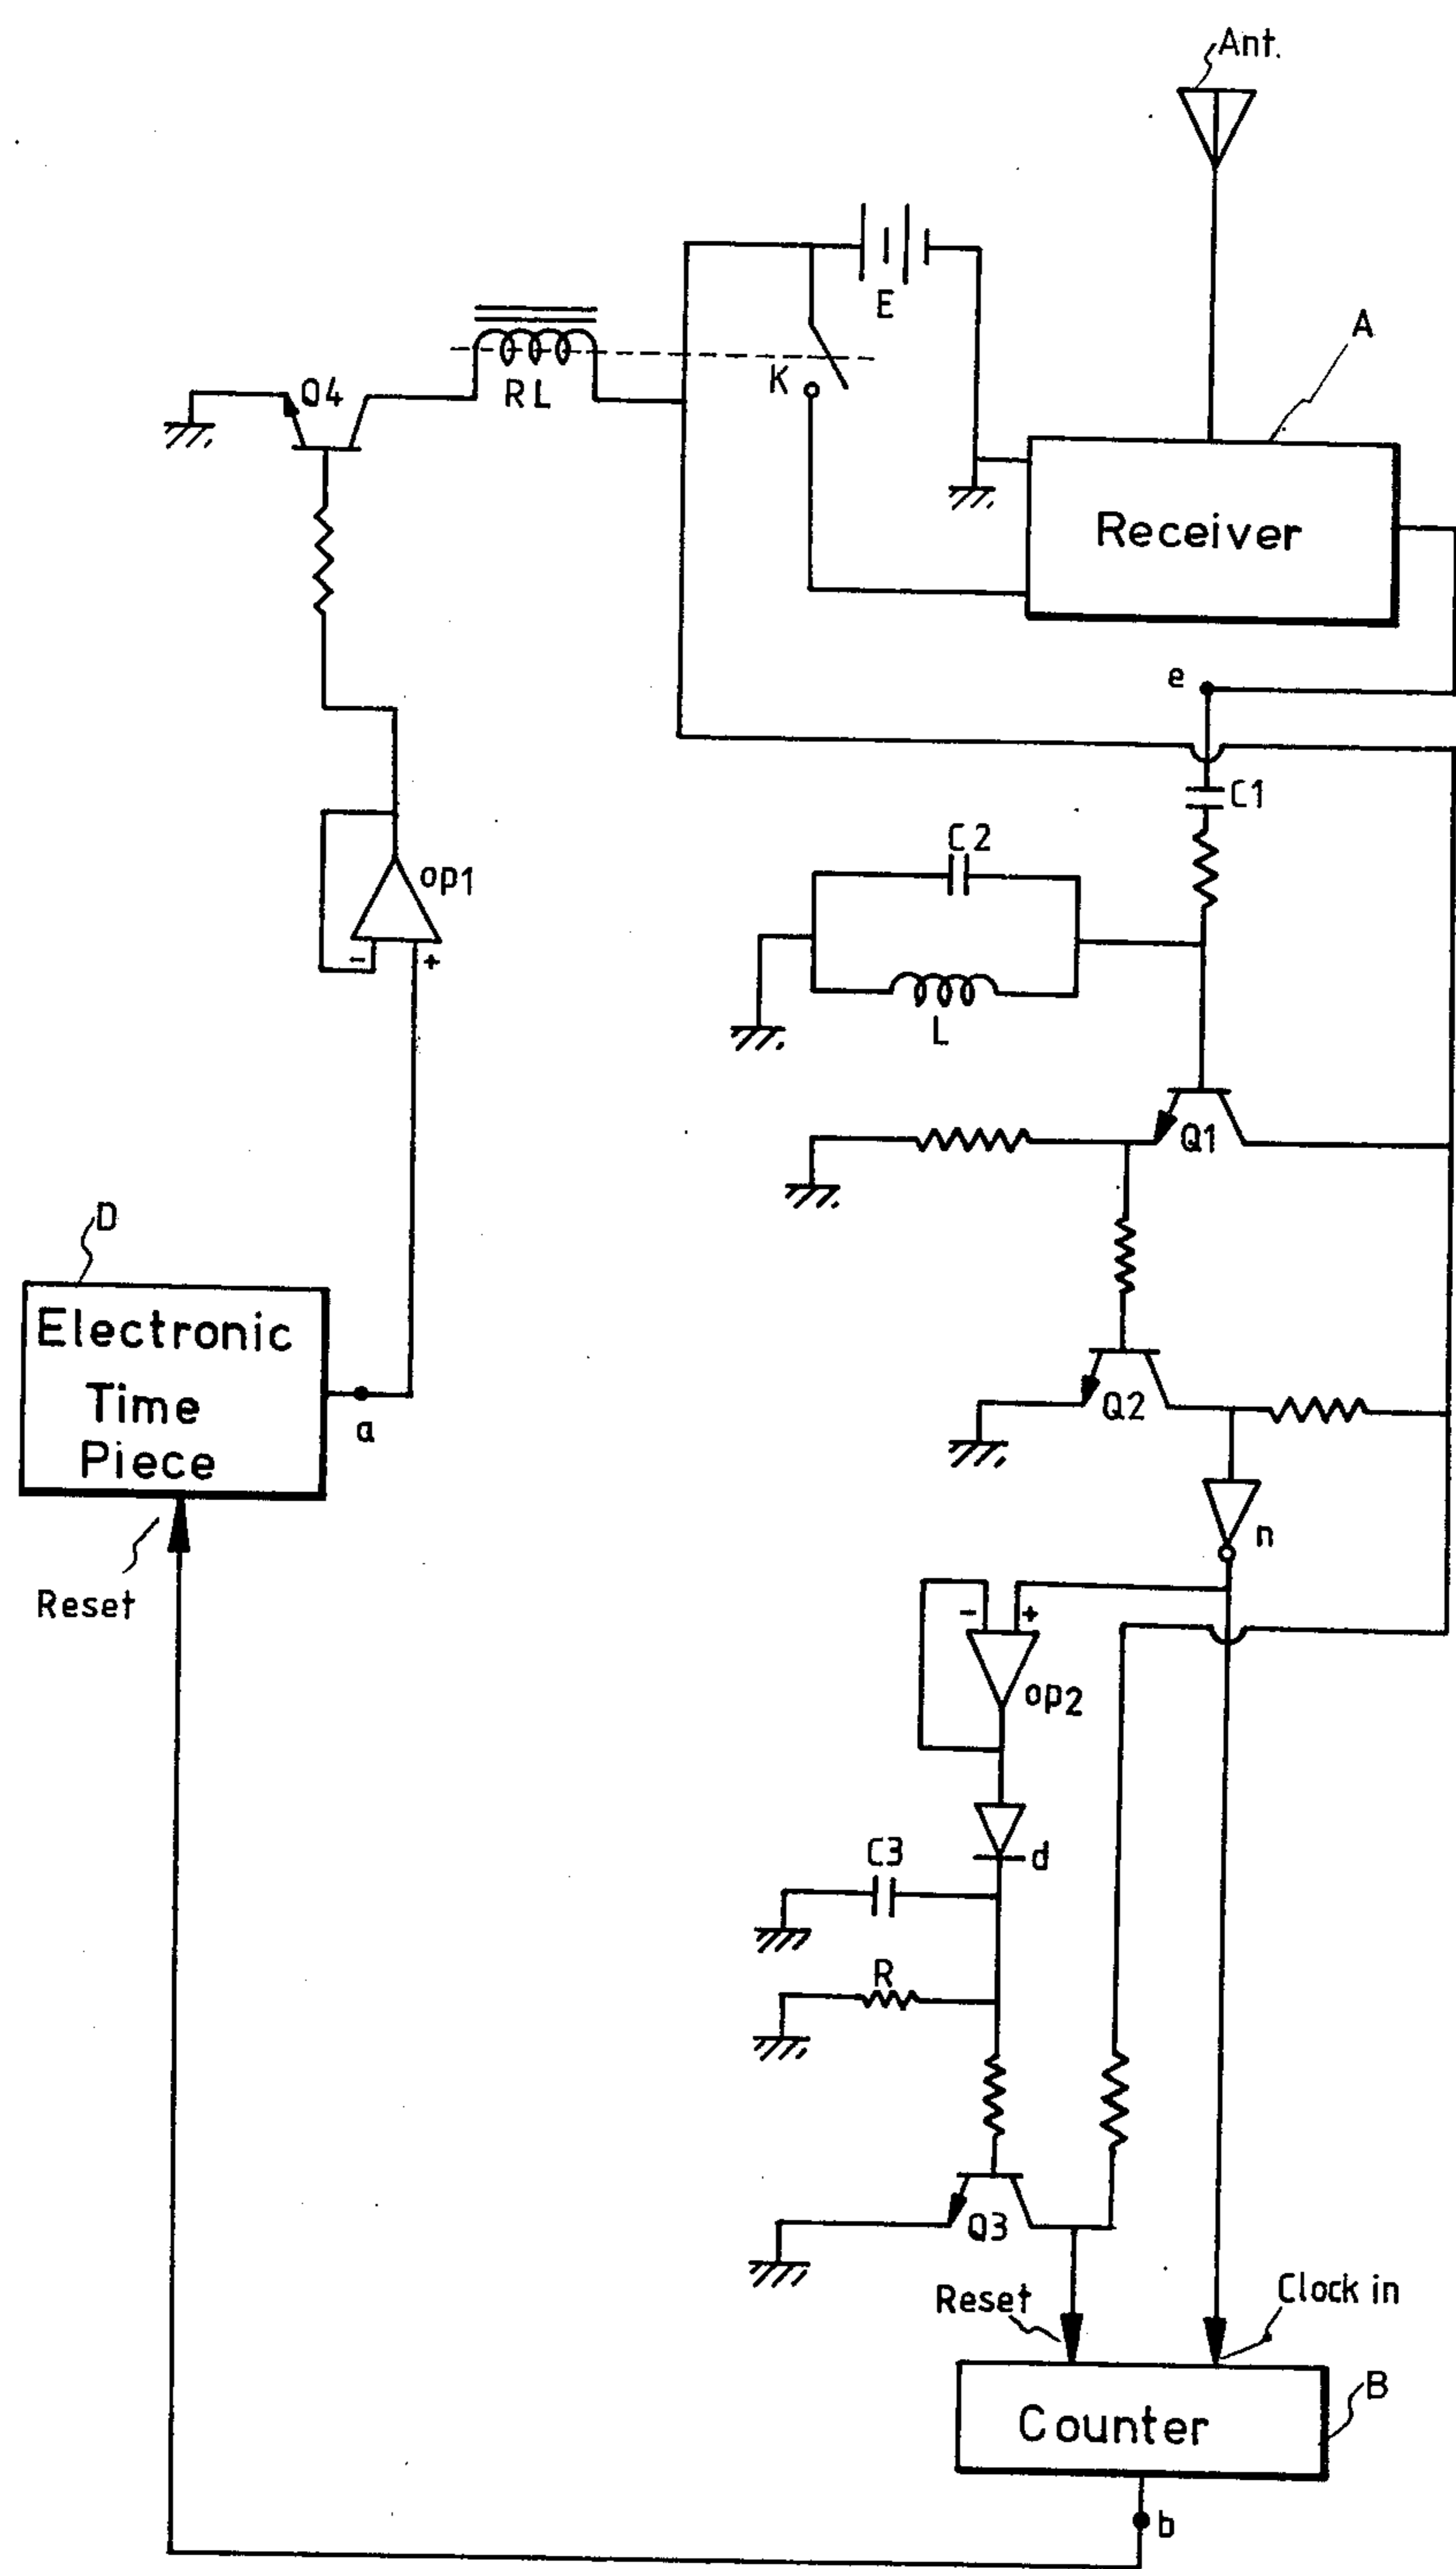 Ant.
E
A
K
Q4
RL
Receiver
e
C1
C2
op1
- +
L
Q1
D
Electronic
Time
Piece
a
Q2
n
Reset
- +
op2
d
C3
R
Q3
Reset
Clock in
Counter
B
b